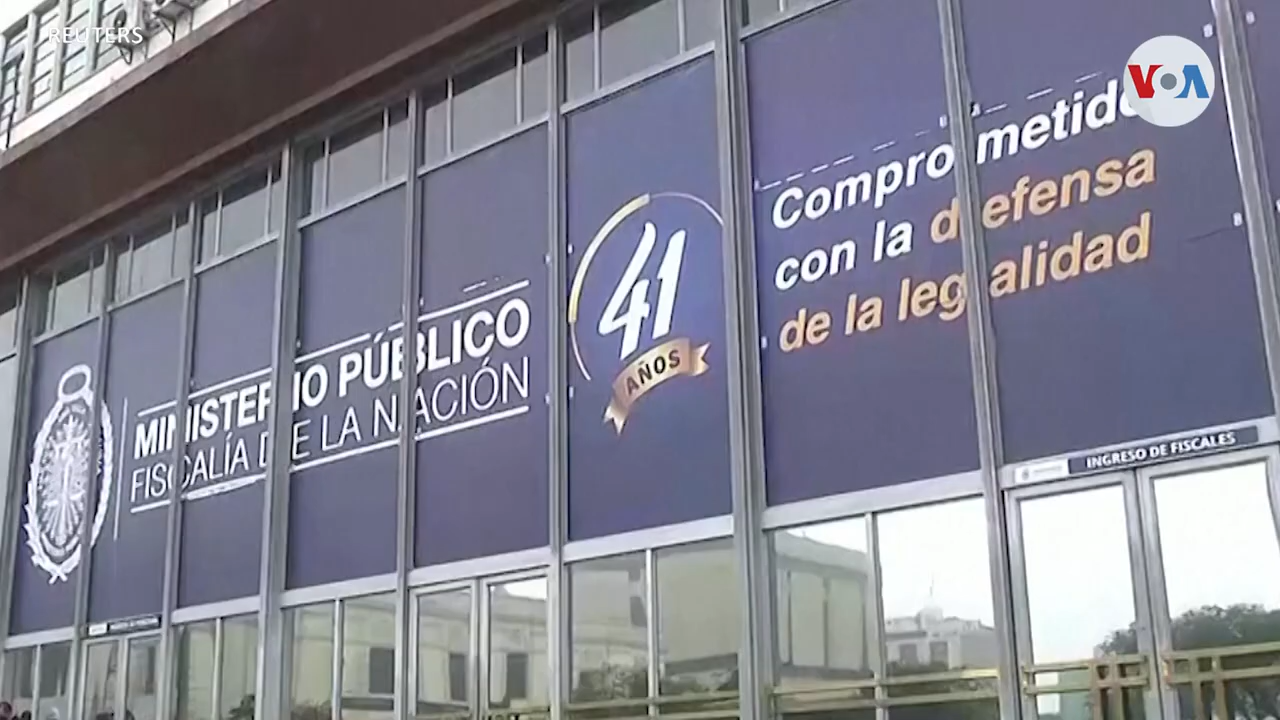 REUTERS
VOA
MINISTERIO PÚBLICO
FISCALÍA DE LA NACIÓN
41
AÑOS
Comprometidos
con la defensa
de la legalidad
INGRESO DE FISCALES